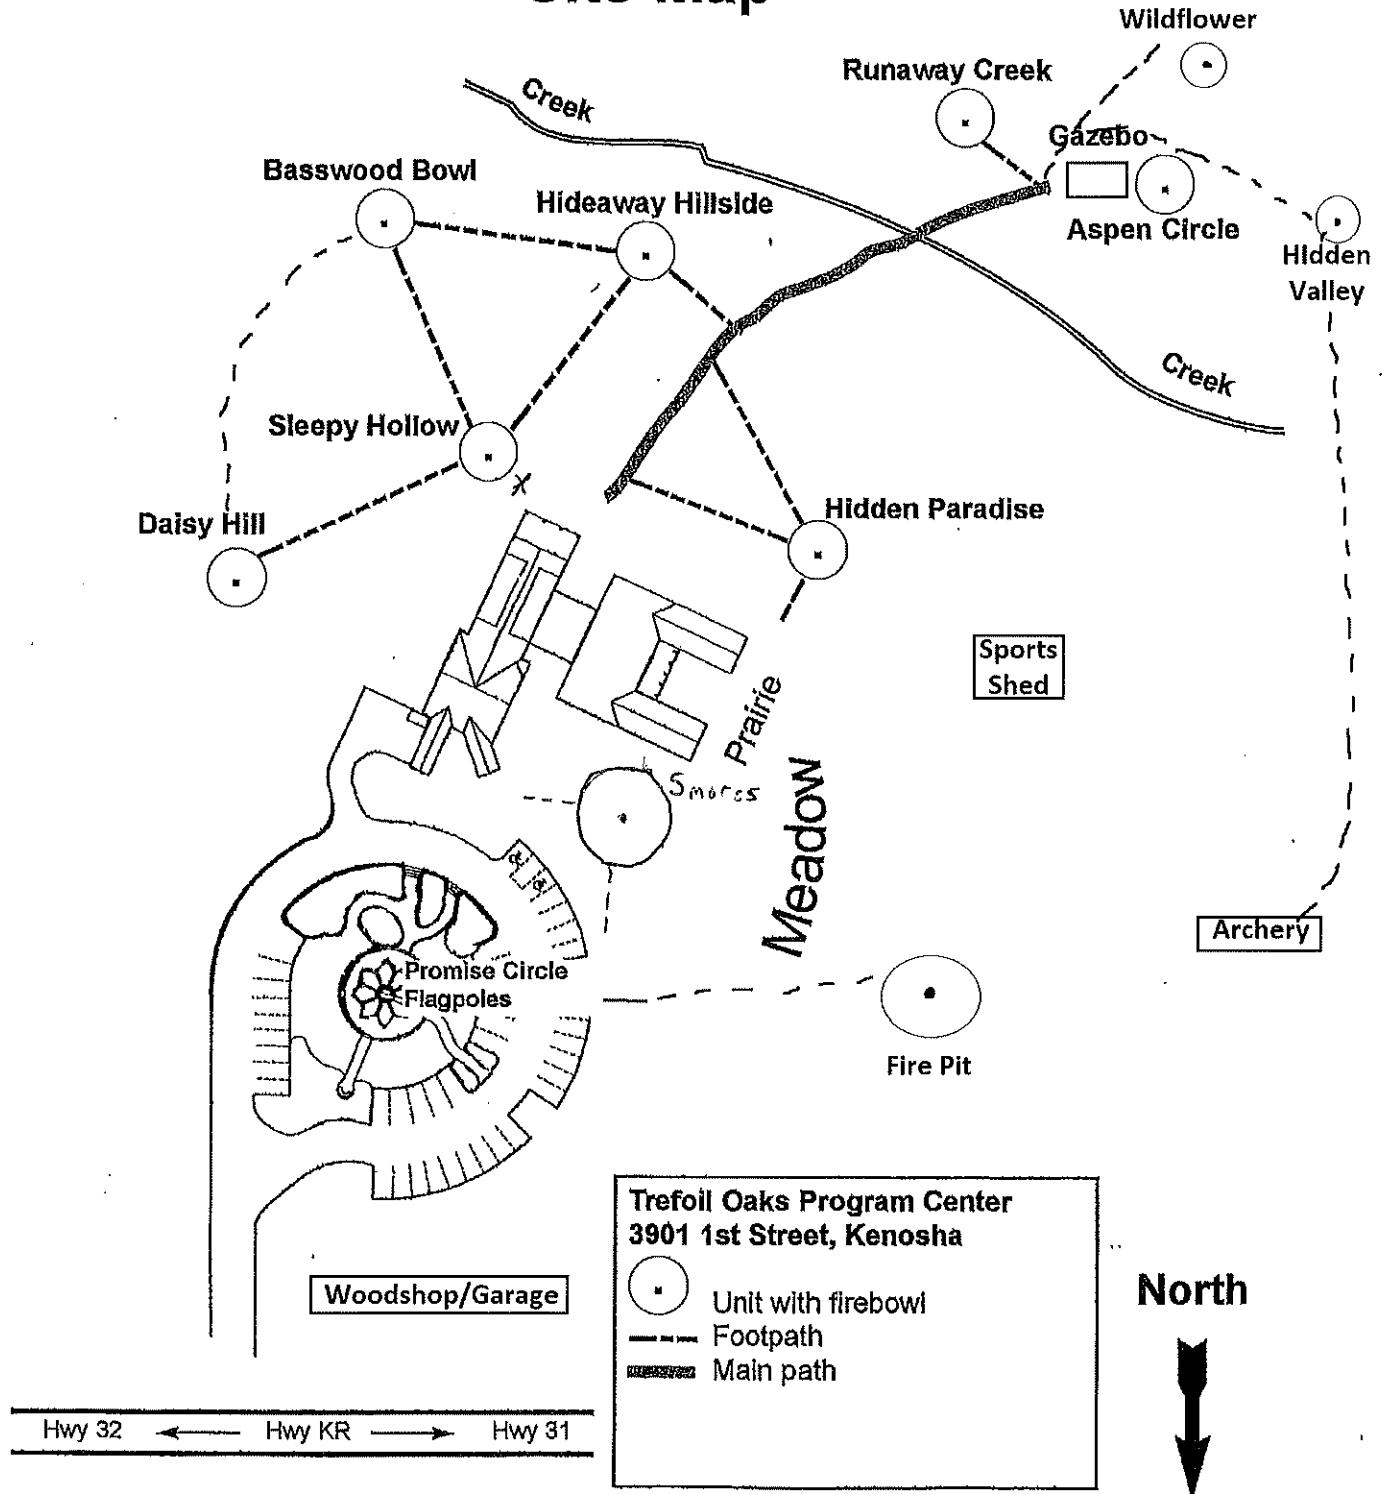 Site Map
Wildflower
Runaway Creek
Creek
Gazebo
Basswood Bowl
Hideaway Hillside
Aspen Circle
Hidden
Valley
Creek
Sleepy Hollow
X
Daisy Hill
Hidden Paradise
Sports
Shed
Prairie
Smores
Meadow
Archery
Promise Circle
Flagpoles
Fire Pit
Trefoil Oaks Program Center
3901 1st Street, Kenosha
Unit with firebowl
Footpath
Main path
Woodshop/Garage
North
Hwy 32
Hwy KR
Hwy 31